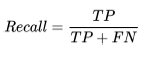 Recall = TP / (TP + FN)